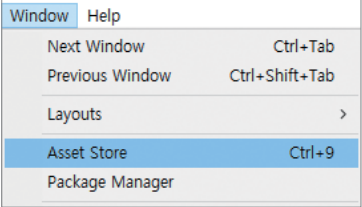 Window Help
Next Window Ctrl+Tab
Previous Window Ctrl+Shift+Tab
Layouts >
Asset Store Ctrl+9
Package Manager